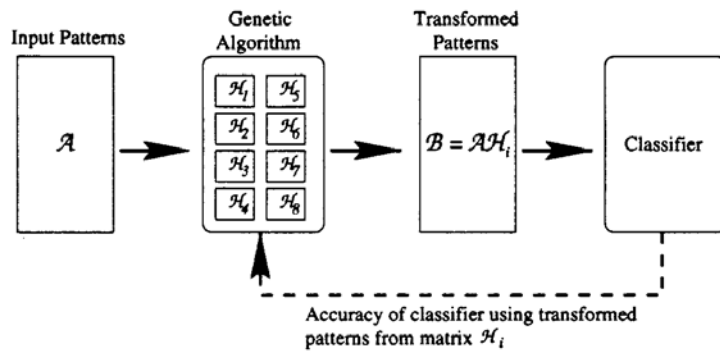 Input Patterns
Genetic
Algorithm
Transformed
Patterns
𝒜
ℋ1
ℋ5
ℋ2
ℋ6
ℋ3
ℋ7
ℋ4
ℋ8
ℬ = 𝒜ℋi
Classifier
Accuracy of classifier using transformed
patterns from matrix ℋi